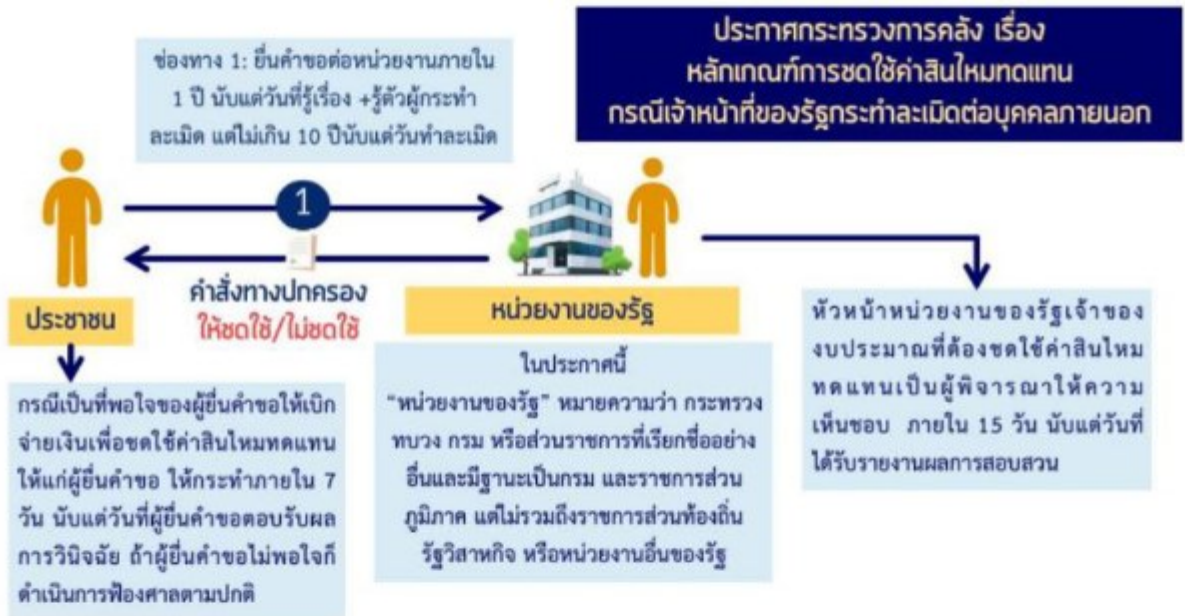 ประกาศกระทรวงการคลัง เรื่อง
หลักเกณฑ์การชดใช้ค่าสินไหมทดแทน
กรณีเจ้าหน้าที่ของรัฐกระทำละเมิดต่อบุคคลภายนอก
ช่องทาง 1: ยื่นคำขอต่อหน่วยงานภายใน
1 ปี นับแต่วันที่รู้เรื่อง +รู้ตัวผู้กระทำ
ละเมิด แต่ไม่เกิน 10 ปีนับแต่วันทำละเมิด
1
คำสั่งทางปกครอง
ให้ชดใช้/ไม่ชดใช้
ประชาชน
กรณีเป็นที่พอใจของผู้ยื่นคำขอให้เบิก
จ่ายเงินเพื่อชดใช้ค่าสินไหมทดแทน
ให้แก่ผู้ยื่นคำขอ ให้กระทำภายใน 7
วัน นับแต่วันที่ผู้ยื่นคำขอตอบรับผล
การวินิจฉัย ถ้าผู้ยื่นคำขอไม่พอใจก็
ดำเนินการฟ้องศาลตามปกติ
หน่วยงานของรัฐ
ในประกาศนี้
“หน่วยงานของรัฐ” หมายความว่า กระทรวง
ทบวง กรม หรือส่วนราชการที่เรียกชื่ออย่าง
อื่นและมีฐานะเป็นกรม และราชการส่วน
ภูมิภาค แต่ไม่รวมถึงราชการส่วนท้องถิ่น
รัฐวิสาหกิจ หรือหน่วยงานอื่นของรัฐ
หัวหน้าหน่วยงานของรัฐเจ้าของ
งบประมาณที่ต้องชดใช้ค่าสินไหม
ทดแทนเป็นผู้พิจารณาให้ความ
เห็นชอบ ภายใน 15 วัน นับแต่วันที่
ได้รับรายงานผลการสอบสวน